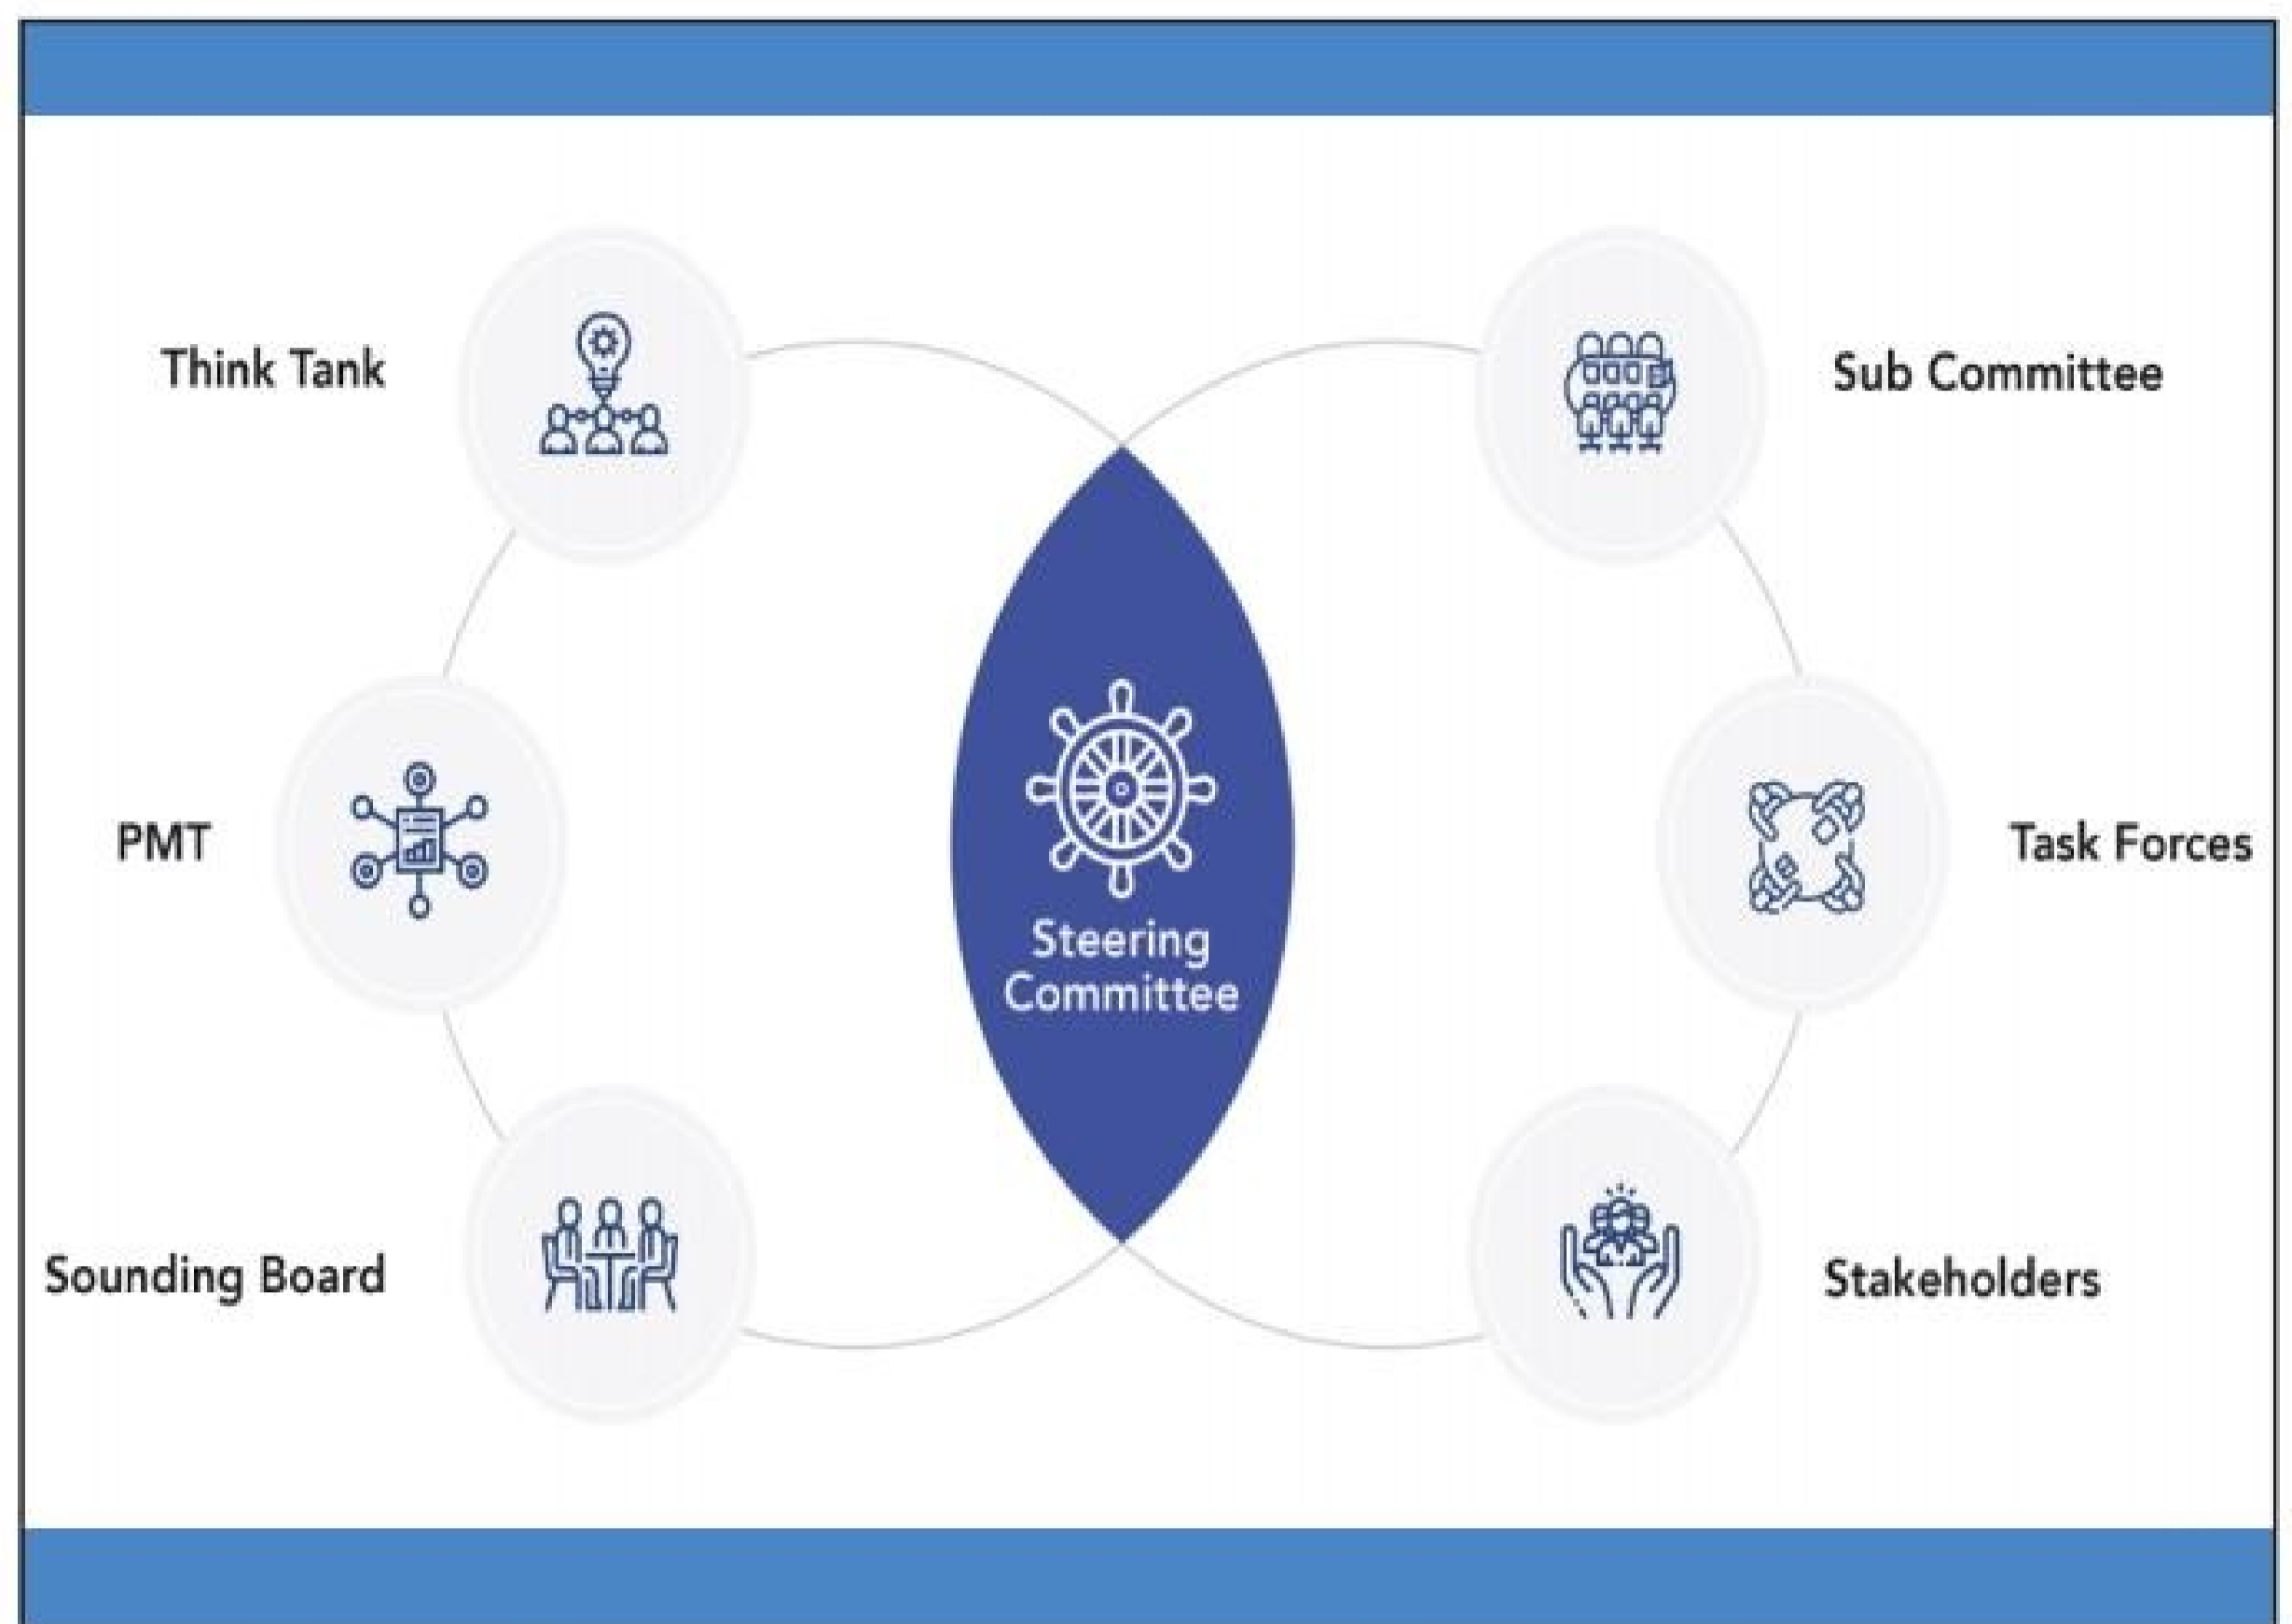 Think Tank
Sub Committee
PMT
Steering
Committee
Task Forces
Sounding Board
Stakeholders